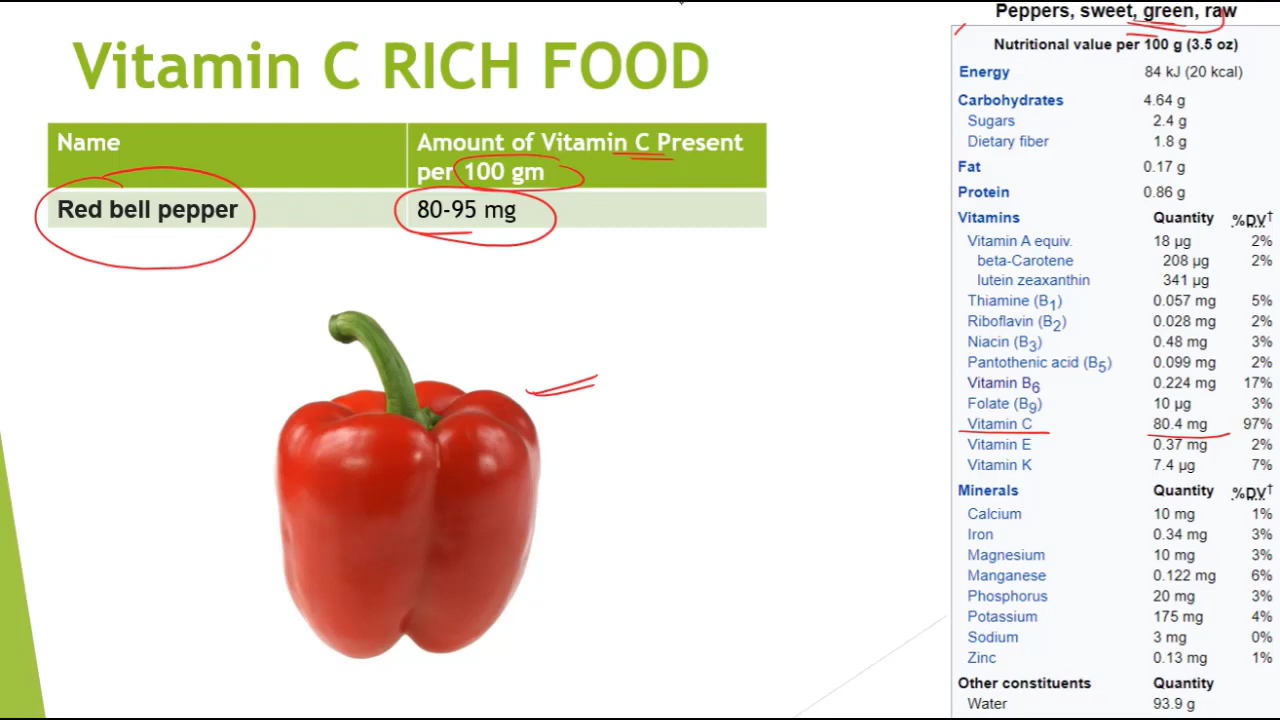 Vitamin C RICH FOOD
Name
Amount of Vitamin C Present
per 100 gm
Red bell pepper
80-95 mg
Peppers, sweet, green, raw
Nutritional value per 100 g (3.5 oz)
Energy 84 kJ (20 kcal)
Carbohydrates 4.64 g
Sugars 2.4 g
Dietary fiber 1.8 g
Fat 0.17 g
Protein 0.86 g
Vitamins Quantity %DV†
Vitamin A equiv. 18 μg 2%
beta-Carotene 208 μg 2%
lutein zeaxanthin 341 μg
Thiamine (B1) 0.057 mg 5%
Riboflavin (B2) 0.028 mg 2%
Niacin (B3) 0.48 mg 3%
Pantothenic acid (B5) 0.099 mg 2%
Vitamin B6 0.224 mg 17%
Folate (B9) 10 μg 3%
Vitamin C 80.4 mg 97%
Vitamin E 0.37 mg 2%
Vitamin K 7.4 μg 7%
Minerals Quantity %DV†
Calcium 10 mg 1%
Iron 0.34 mg 3%
Magnesium 10 mg 3%
Manganese 0.122 mg 6%
Phosphorus 20 mg 3%
Potassium 175 mg 4%
Sodium 3 mg 0%
Zinc 0.13 mg 1%
Other constituents Quantity
Water 93.9 g